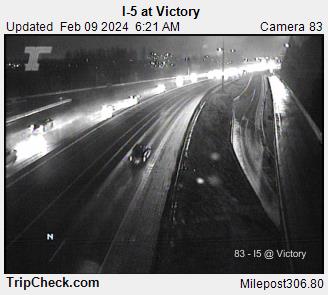 I-5 at Victory
Updated  Feb 09 2024  6:21 AM
Camera 83
N
83 - I5 @ Victory
TripCheck.com
Milepost306.80